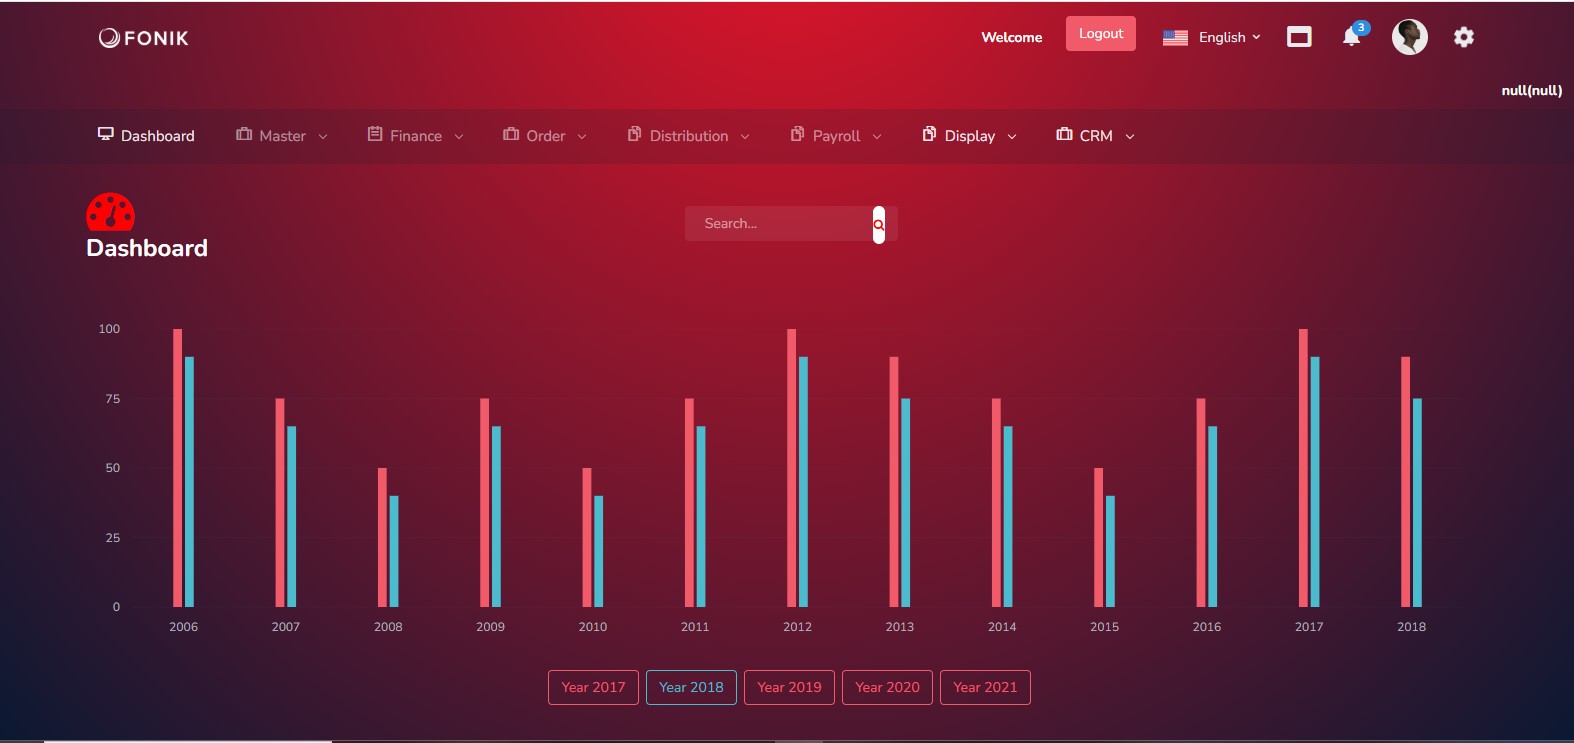 FONIK
Welcome Logout English 3
null(null)
Dashboard Master Finance Order Distribution Payroll Display CRM
Search...
Dashboard
100
75
50
25
0
2006 2007 2008 2009 2010 2011 2012 2013 2014 2015 2016 2017 2018
Year 2017 Year 2018 Year 2019 Year 2020 Year 2021